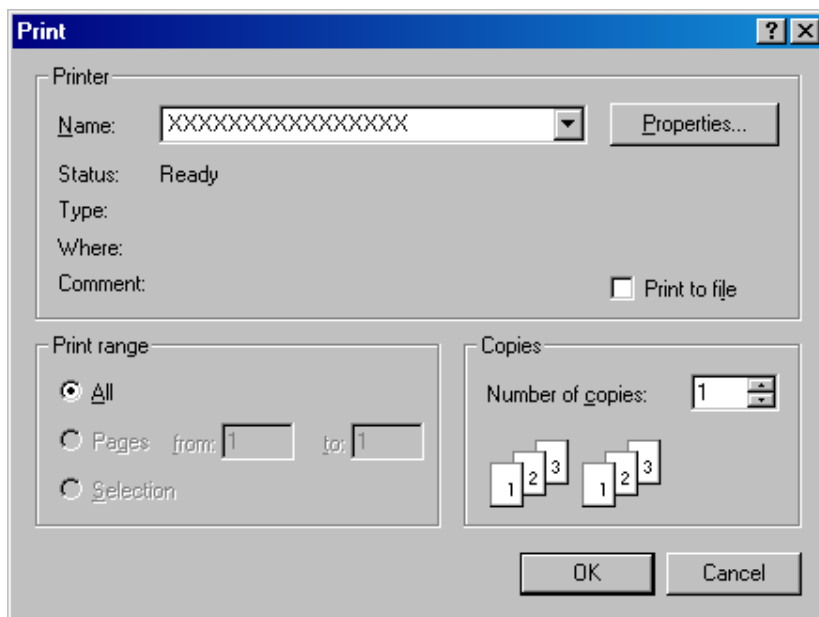 Print
Printer
Name: XXXXXXXXXXXXXXXX Properties...
Status: Ready
Type:
Where:
Comment:
Print to file
Print range
All
Pages from: 1 to: 1
Selection
Copies
Number of copies: 1
1 2 3 1 2 3
OK Cancel